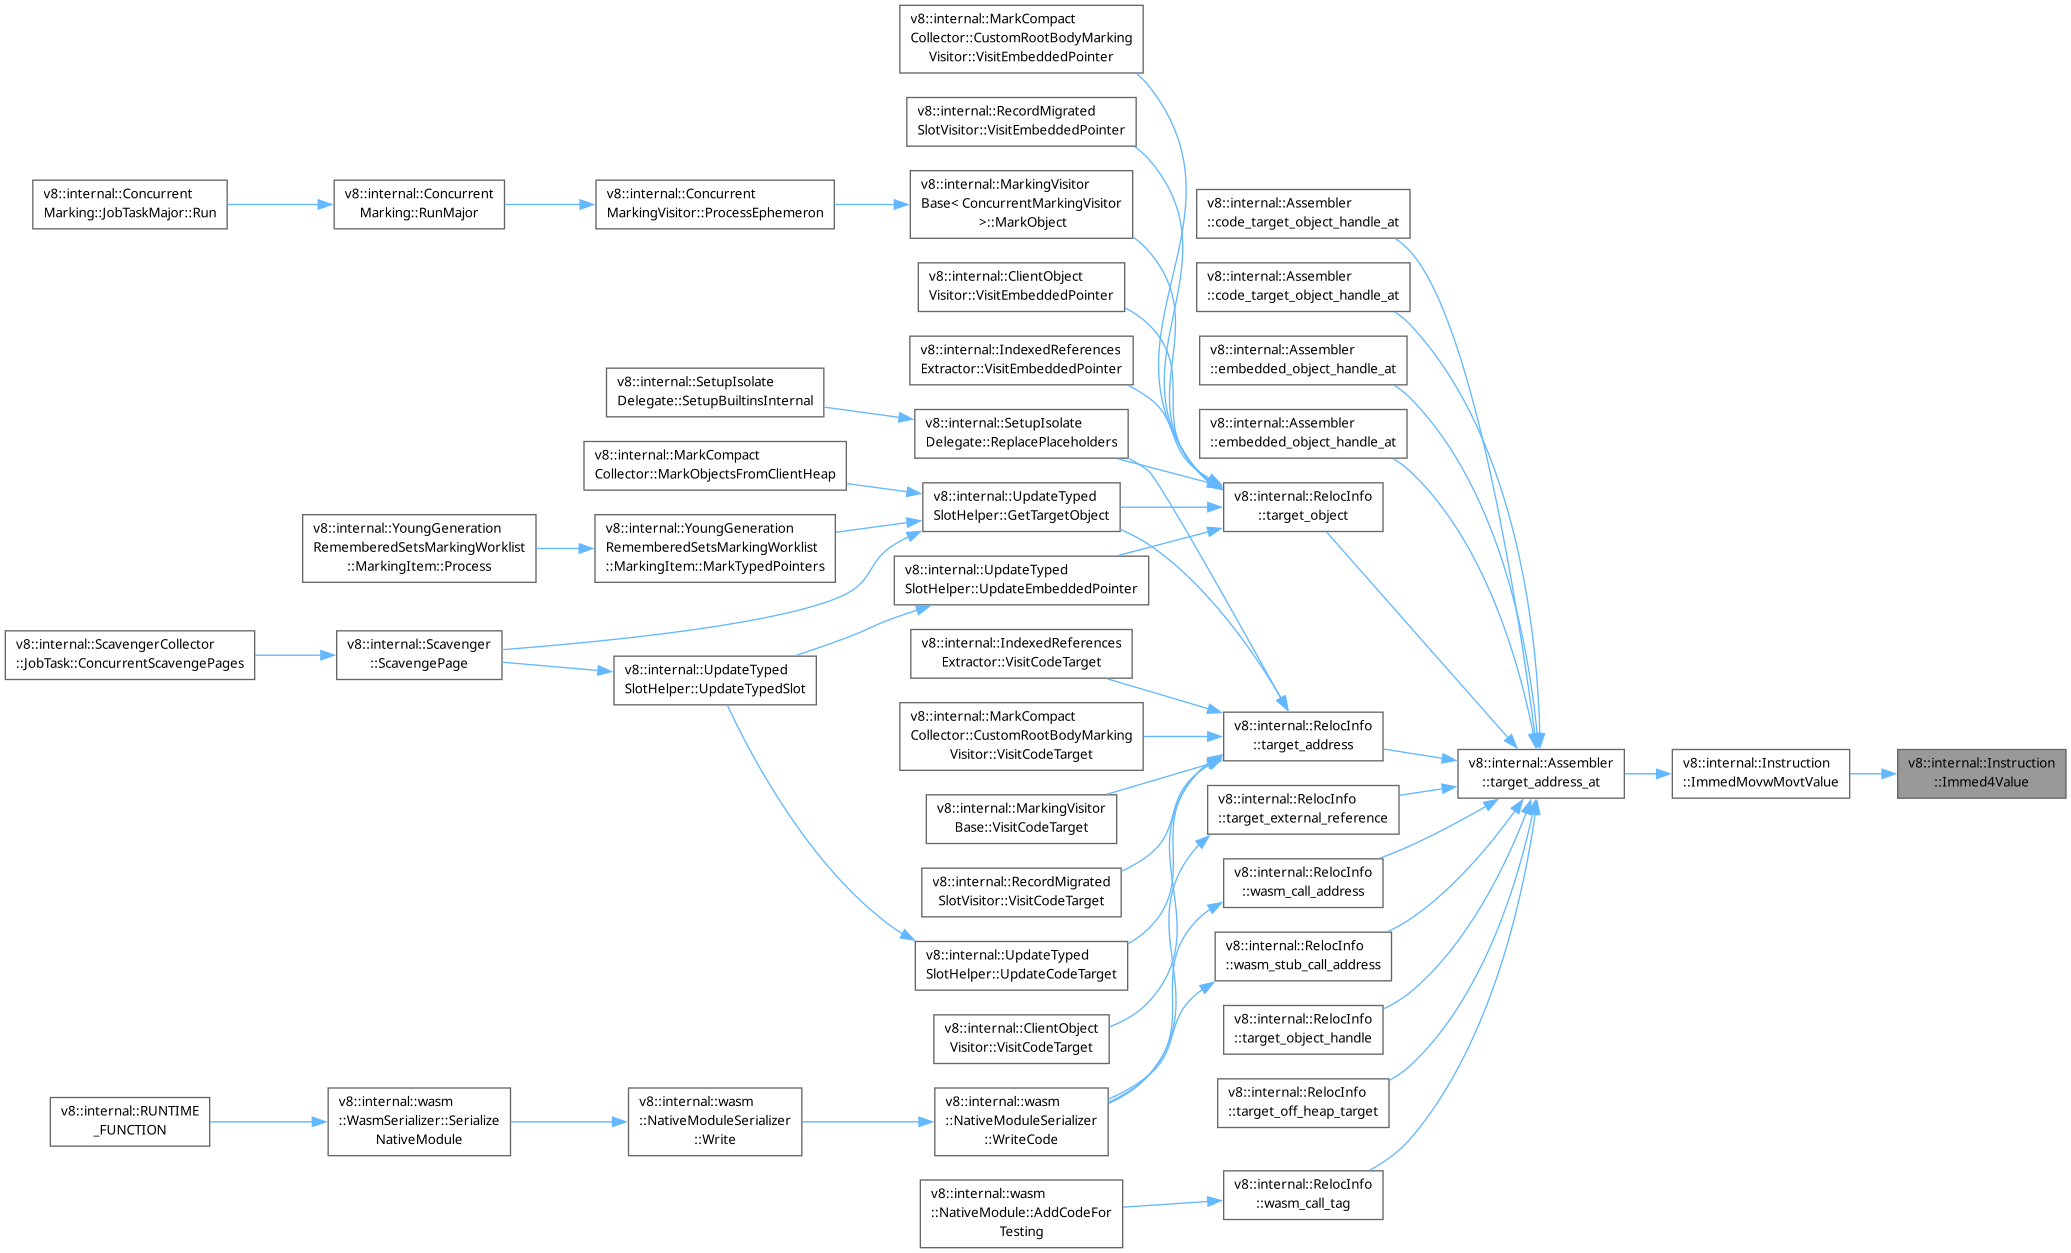 v8::internal::MarkCompact
Collector::CustomRootBodyMarking
Visitor::VisitEmbeddedPointer
v8::internal::RecordMigrated
SlotVisitor::VisitEmbeddedPointer
v8::internal::Concurrent
Marking::JobTaskMajor::Run
v8::internal::Concurrent
Marking::RunMajor
v8::internal::Concurrent
MarkingVisitor::ProcessEphemeron
v8::internal::MarkingVisitor
Base< ConcurrentMarkingVisitor
>::MarkObject
v8::internal::Assembler
::code_target_object_handle_at
v8::internal::ClientObject
Visitor::VisitEmbeddedPointer
v8::internal::Assembler
::code_target_object_handle_at
v8::internal::IndexedReferences
Extractor::VisitEmbeddedPointer
v8::internal::Assembler
::embedded_object_handle_at
v8::internal::SetupIsolate
Delegate::SetupBuiltinsInternal
v8::internal::SetupIsolate
Delegate::ReplacePlaceholders
v8::internal::Assembler
::embedded_object_handle_at
v8::internal::MarkCompact
Collector::MarkObjectsFromClientHeap
v8::internal::UpdateTyped
SlotHelper::GetTargetObject
v8::internal::RelocInfo
::target_object
v8::internal::YoungGeneration
RememberedSetsMarkingWorklist
::MarkingItem::Process
v8::internal::YoungGeneration
RememberedSetsMarkingWorklist
::MarkingItem::MarkTypedPointers
v8::internal::UpdateTyped
SlotHelper::UpdateEmbeddedPointer
v8::internal::ScavengerCollector
::JobTask::ConcurrentScavengePages
v8::internal::Scavenger
::ScavengePage
v8::internal::UpdateTyped
SlotHelper::UpdateTypedSlot
v8::internal::IndexedReferences
Extractor::VisitCodeTarget
v8::internal::MarkCompact
Collector::CustomRootBodyMarking
Visitor::VisitCodeTarget
v8::internal::RelocInfo
::target_address
v8::internal::Assembler
::target_address_at
v8::internal::Instruction
::ImmedMovwMovtValue
v8::internal::Instruction
::Immed4Value
v8::internal::MarkingVisitor
Base::VisitCodeTarget
v8::internal::RelocInfo
::target_external_reference
v8::internal::RecordMigrated
SlotVisitor::VisitCodeTarget
v8::internal::RelocInfo
::wasm_call_address
v8::internal::UpdateTyped
SlotHelper::UpdateCodeTarget
v8::internal::RelocInfo
::wasm_stub_call_address
v8::internal::ClientObject
Visitor::VisitCodeTarget
v8::internal::RelocInfo
::target_object_handle
v8::internal::RUNTIME
_FUNCTION
v8::internal::wasm
::WasmSerializer::Serialize
NativeModule
v8::internal::wasm
::NativeModuleSerializer
::Write
v8::internal::wasm
::NativeModuleSerializer
::WriteCode
v8::internal::RelocInfo
::target_off_heap_target
v8::internal::wasm
::NativeModule::AddCodeFor
Testing
v8::internal::RelocInfo
::wasm_call_tag